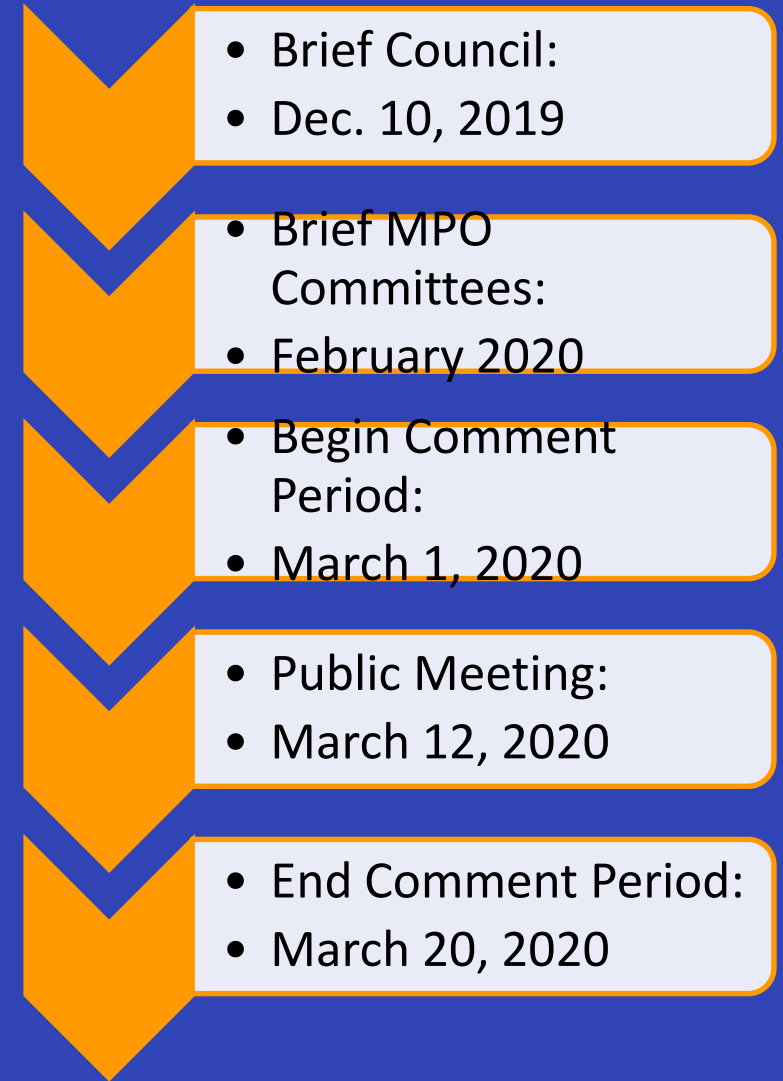 • Brief Council:
• Dec. 10, 2019
• Brief MPO
Committees:
• February 2020
• Begin Comment
Period:
• March 1, 2020
• Public Meeting:
• March 12, 2020
• End Comment Period:
• March 20, 2020